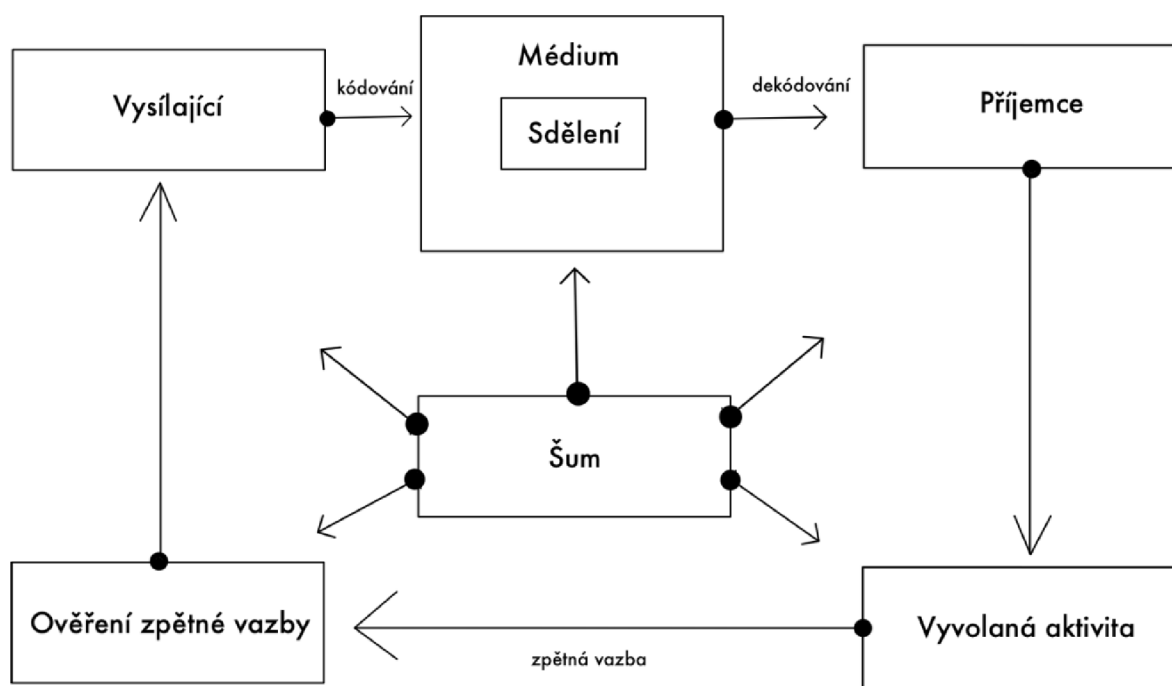 Vysílající
kódování
Médium
Sdělení
dekódování
Příjemce
Šum
Ověření zpětné vazby
zpětná vazba
Vyvolaná aktivita